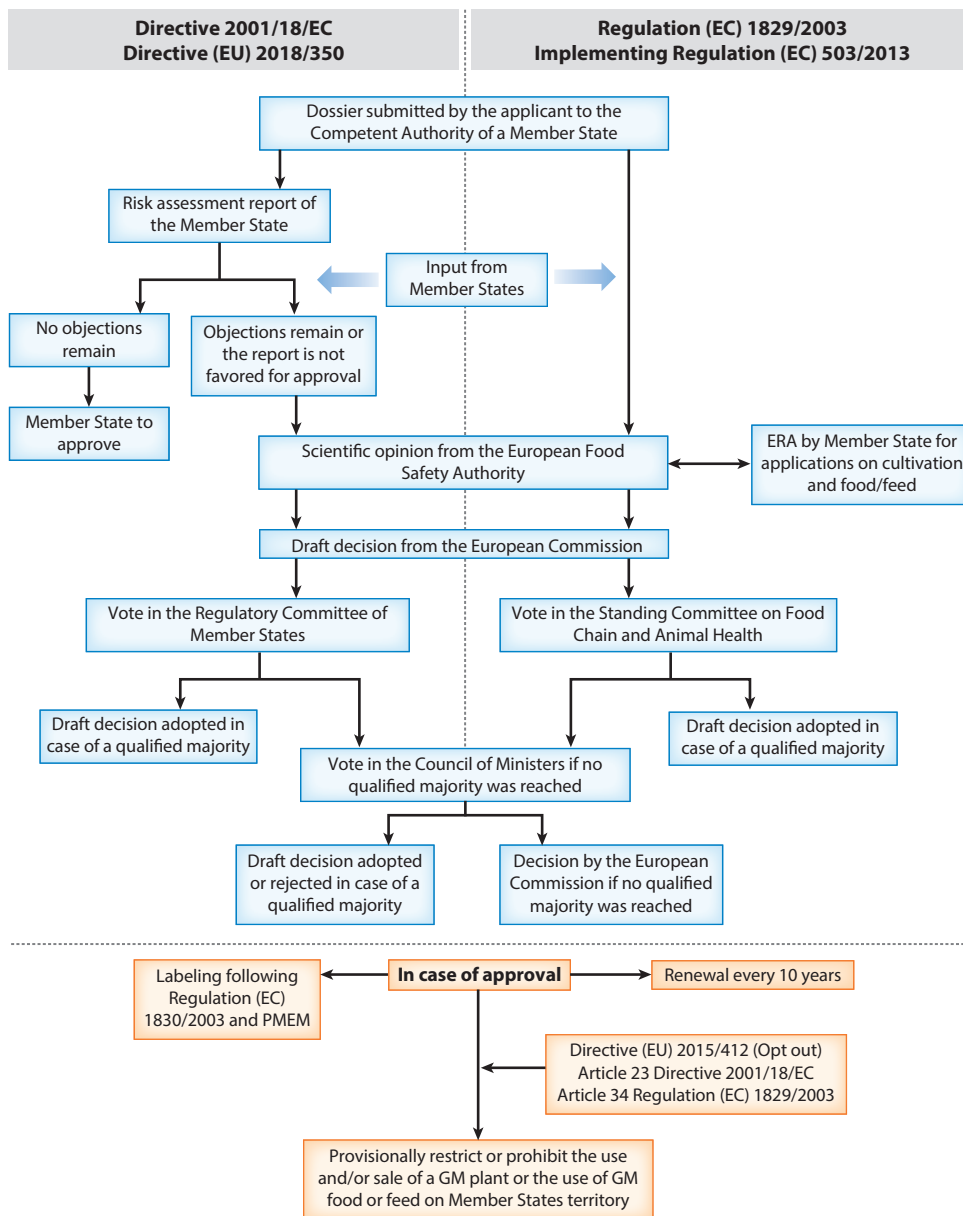 Directive 2001/18/EC
Directive (EU) 2018/350
Regulation (EC) 1829/2003
Implementing Regulation (EC) 503/2013
Dossier submitted by the applicant to the
Competent Authority of a Member State
Risk assessment report of
the Member State
Input from
Member States
No objections
remain
Objections remain or
the report is not
favored for approval
Member State to
approve
Scientific opinion from the European Food
Safety Authority
ERA by Member State for
applications on cultivation
and food/feed
Draft decision from the European Commission
Vote in the Regulatory Committee of
Member States
Vote in the Standing Committee on Food
Chain and Animal Health
Draft decision adopted in
case of a qualified majority
Draft decision adopted in
case of a qualified majority
Vote in the Council of Ministers if no
qualified majority was reached
Draft decision adopted
or rejected in case of a
qualified majority
Decision by the European
Commission if no qualified
majority was reached
Labeling following
Regulation (EC)
1830/2003 and PMEM
In case of approval
Renewal every 10 years
Directive (EU) 2015/412 (Opt out)
Article 23 Directive 2001/18/EC
Article 34 Regulation (EC) 1829/2003
Provisionally restrict or prohibit the use
and/or sale of a GM plant or the use of GM
food or feed on Member States territory